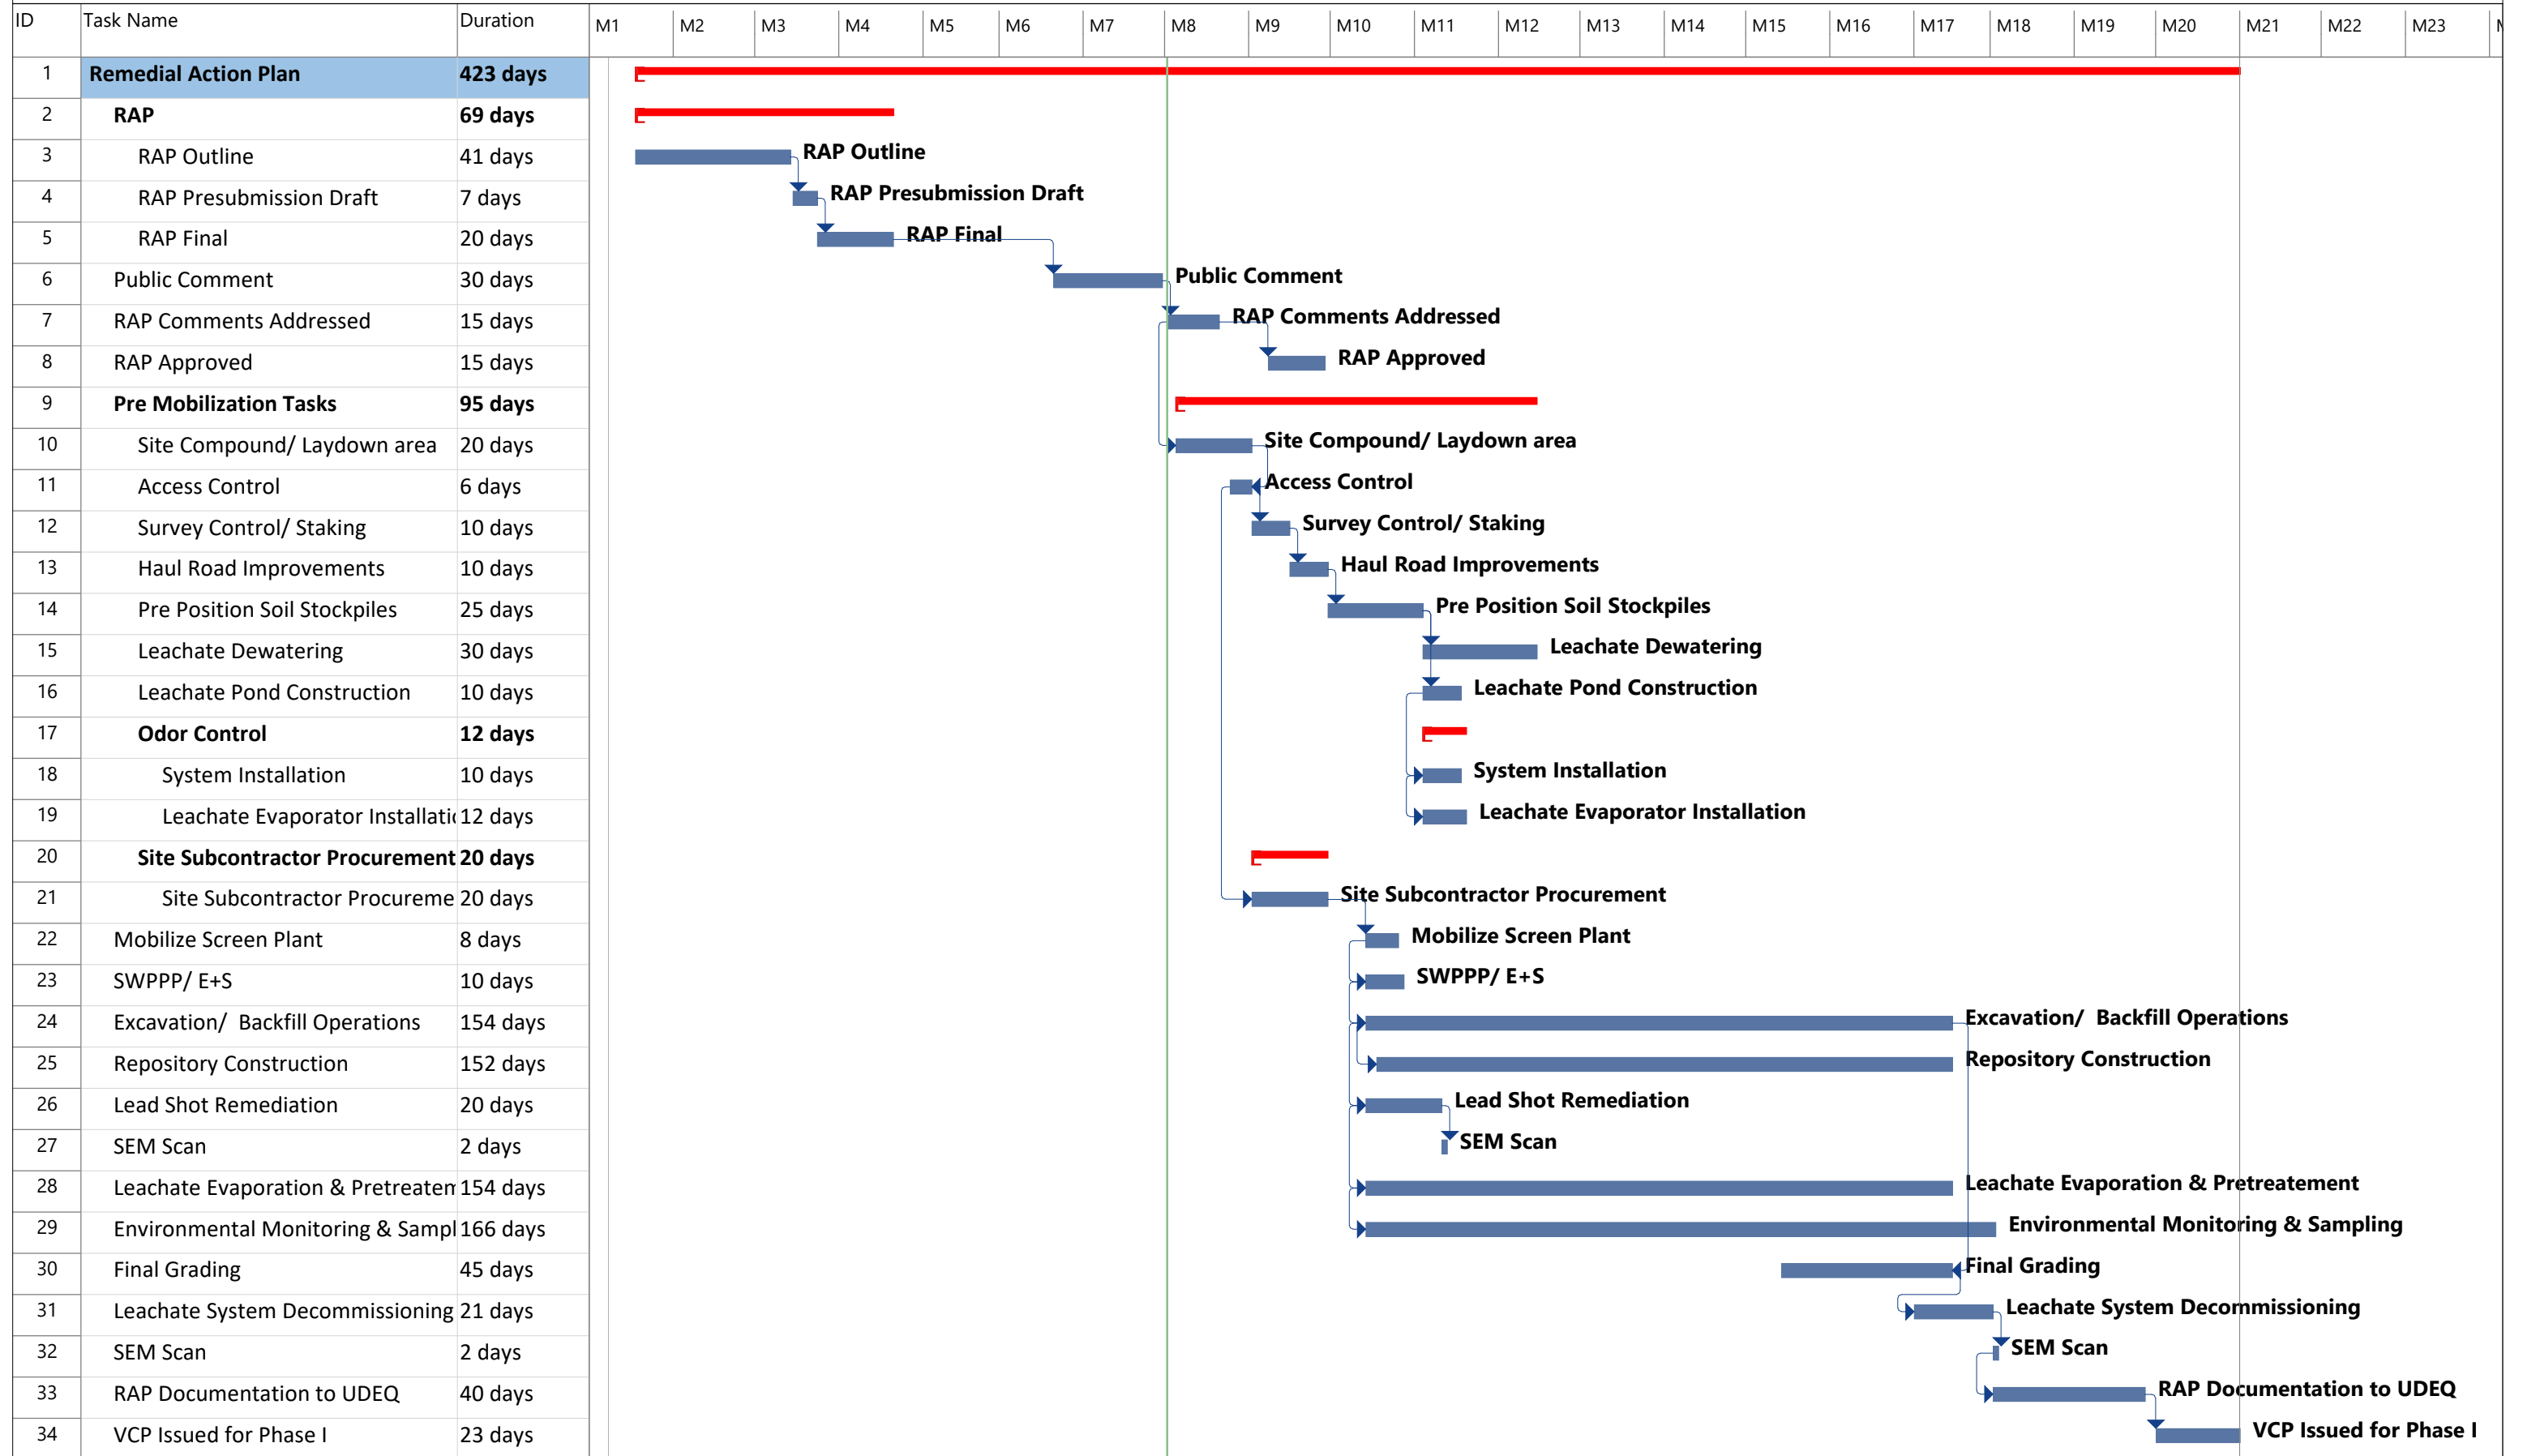 ID Task Name Duration M1 M2 M3 M4 M5 M6 M7 M8 M9 M10 M11 M12 M13 M14 M15 M16 M17 M18 M19 M20 M21 M22 M23
1 Remedial Action Plan 423 days
2 RAP 69 days
3 RAP Outline 41 days RAP Outline
4 RAP Presubmission Draft 7 days RAP Presubmission Draft
5 RAP Final 20 days RAP Final
6 Public Comment 30 days Public Comment
7 RAP Comments Addressed 15 days RAP Comments Addressed
8 RAP Approved 15 days RAP Approved
9 Pre Mobilization Tasks 95 days
10 Site Compound/ Laydown area 20 days Site Compound/ Laydown area
11 Access Control 6 days Access Control
12 Survey Control/ Staking 10 days Survey Control/ Staking
13 Haul Road Improvements 10 days Haul Road Improvements
14 Pre Position Soil Stockpiles 25 days Pre Position Soil Stockpiles
15 Leachate Dewatering 30 days Leachate Dewatering
16 Leachate Pond Construction 10 days Leachate Pond Construction
17 Odor Control 12 days
18 System Installation 10 days System Installation
19 Leachate Evaporator Installatic 12 days Leachate Evaporator Installation
20 Site Subcontractor Procurement 20 days
21 Site Subcontractor Procureme 20 days Site Subcontractor Procurement
22 Mobilize Screen Plant 8 days Mobilize Screen Plant
23 SWPPP/ E+S 10 days SWPPP/ E+S
24 Excavation/ Backfill Operations 154 days Excavation/ Backfill Operations
25 Repository Construction 152 days Repository Construction
26 Lead Shot Remediation 20 days Lead Shot Remediation
27 SEM Scan 2 days SEM Scan
28 Leachate Evaporation & Pretreatem 154 days Leachate Evaporation & Pretreatement
29 Environmental Monitoring & Sampl 166 days Environmental Monitoring & Sampling
30 Final Grading 45 days Final Grading
31 Leachate System Decommissioning 21 days Leachate System Decommissioning
32 SEM Scan 2 days SEM Scan
33 RAP Documentation to UDEQ 40 days RAP Documentation to UDEQ
34 VCP Issued for Phase I 23 days VCP Issued for Phase I